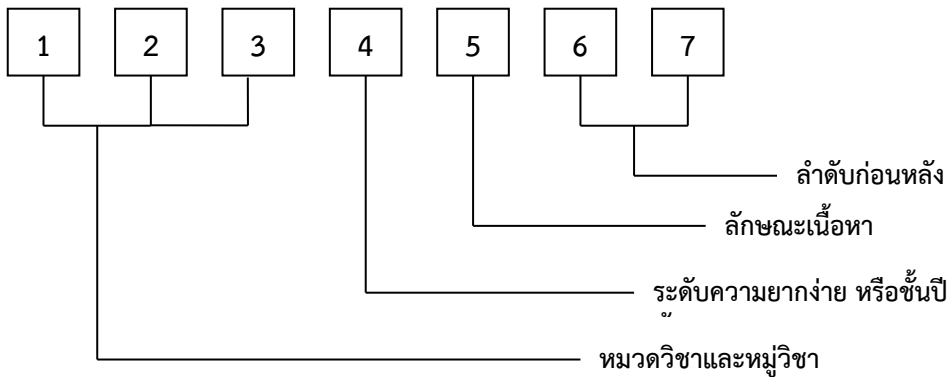 1 2 3 4 5 6 7
ลำดับก่อนหลัง
ลักษณะเนื้อหา
ระดับความยากง่าย หรือชั้นปี
หมวดวิชาและหมู่วิชา